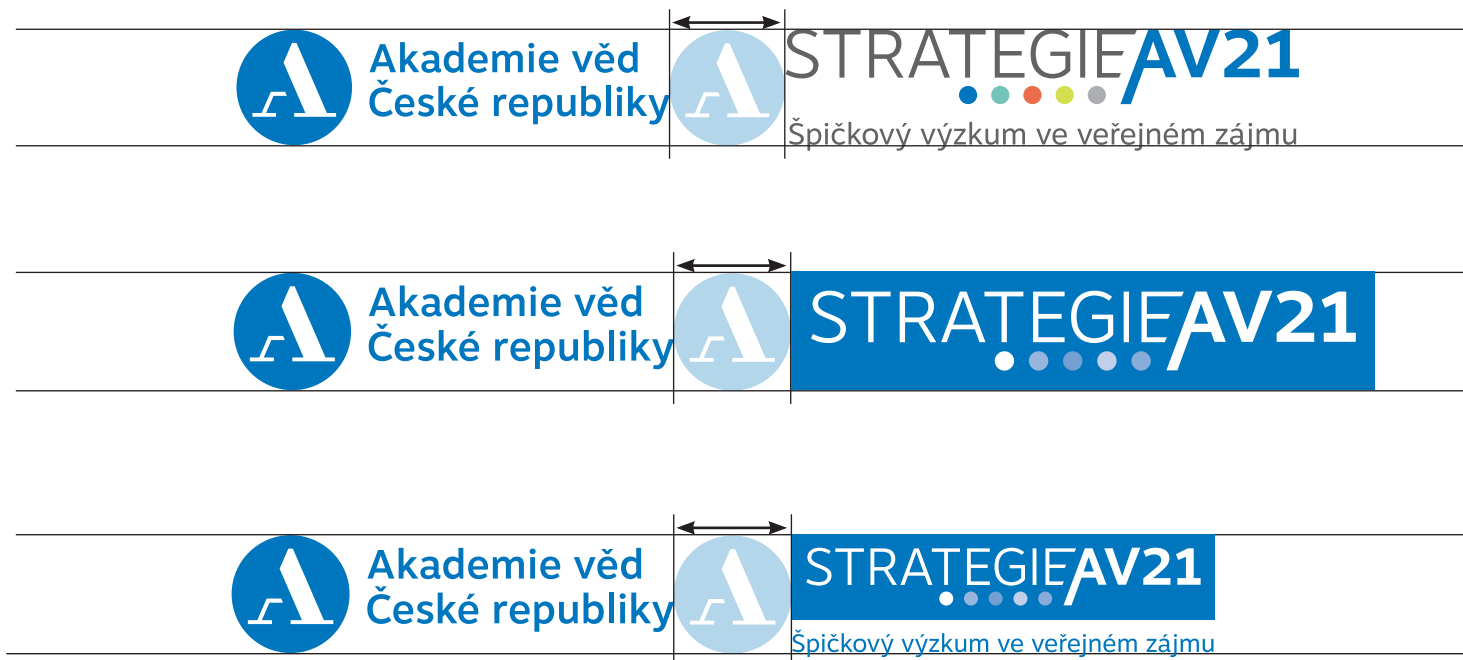 Akademie věd
České republiky
STRATEGIE AV21
Špičkový výzkum ve veřejném zájmu
Akademie věd
České republiky
STRATEGIE AV21
Akademie věd
České republiky
STRATEGIE AV21
Špičkový výzkum ve veřejném zájmu